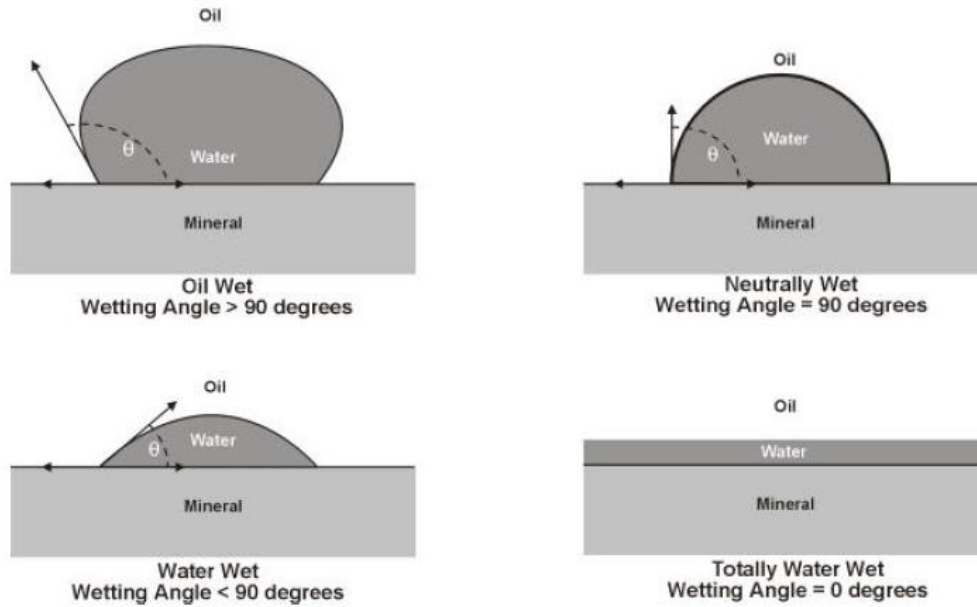 Oil
θ
Water
Mineral
Oil Wet
Wetting Angle > 90 degrees
Oil
θ
Water
Mineral
Neutrally Wet
Wetting Angle = 90 degrees
Oil
θ
Water
Mineral
Water Wet
Wetting Angle < 90 degrees
Oil
Water
Mineral
Totally Water Wet
Wetting Angle = 0 degrees